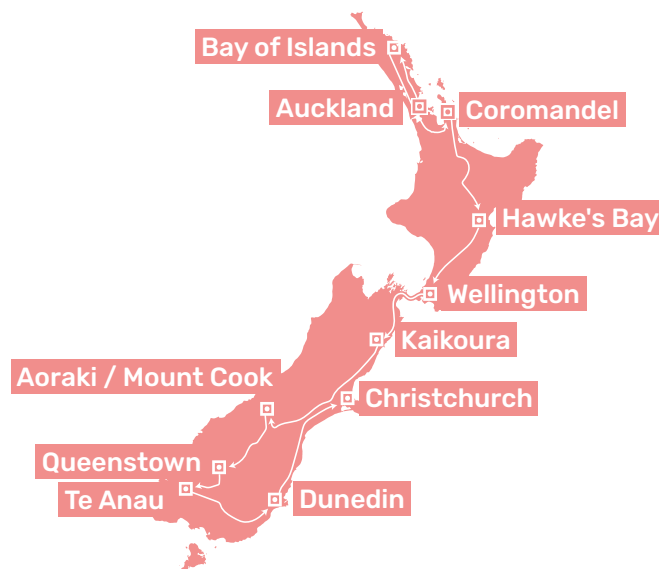 Bay of Islands
Auckland
Coromandel
Hawke's Bay
Wellington
Kaikoura
Aoraki / Mount Cook
Christchurch
Queenstown
Te Anau
Dunedin